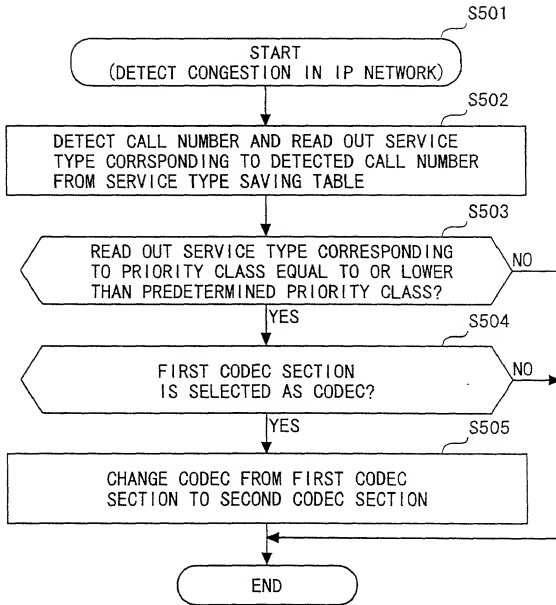 S501
START
(DETECT CONGESTION IN IP NETWORK)
S502
DETECT CALL NUMBER AND READ OUT SERVICE
TYPE CORRSPONDING TO DETECTED CALL NUMBER
FROM SERVICE TYPE SAVING TABLE
S503
READ OUT SERVICE TYPE CORRESPONDING
TO PRIORITY CLASS EQUAL TO OR LOWER
THAN PREDETERMINED PRIORITY CLASS?
NO
YES
S504
FIRST CODEC SECTION
IS SELECTED AS CODEC?
NO
YES
S505
CHANGE CODEC FROM FIRST CODEC
SECTION TO SECOND CODEC SECTION
END